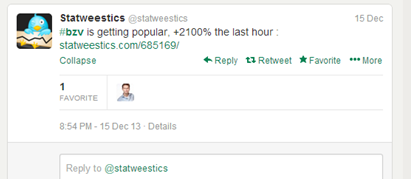 Statweestics @statweestics 15 Dec
#bzv is getting popular, +2100% the last hour :
statweestics.com/685169/
Collapse Reply Retweet Favorite More
1
FAVORITE
8:54 PM - 15 Dec 13 · Details
Reply to @statweestics